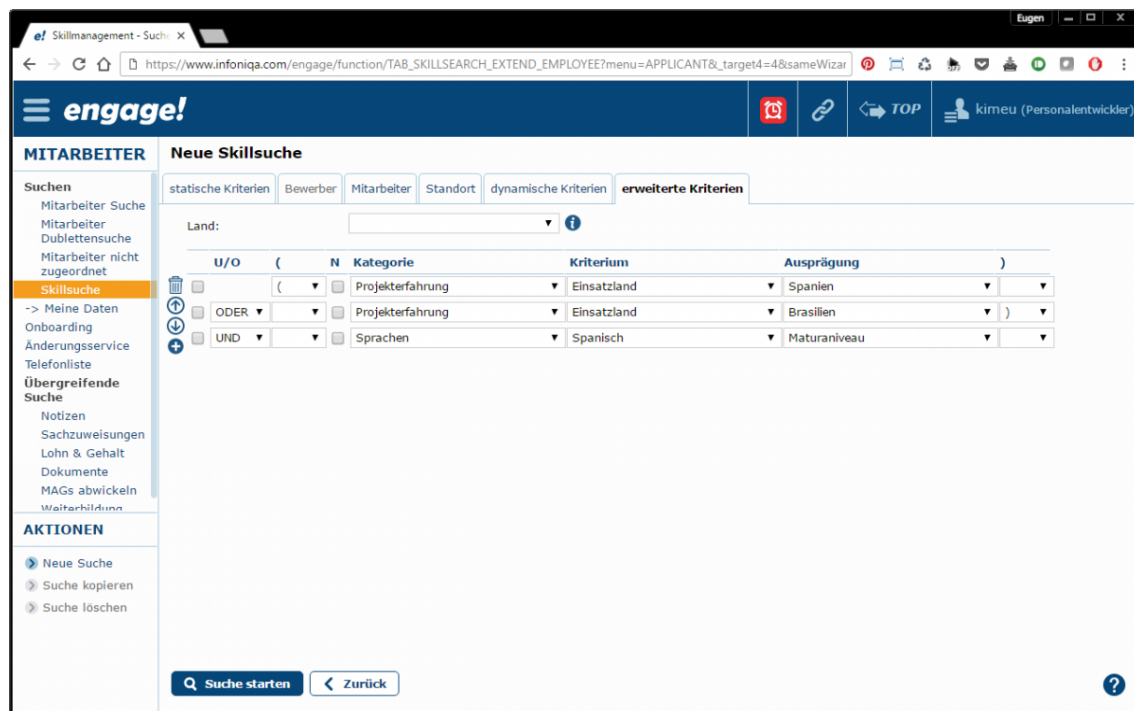 Eugen
e! Skillmanagement - Such
https://www.infoniqa.com/engage/function/TAB_SKILLSEARCH_EXTEND_EMPLOYEE?menu=APPLICANT&_target4=4&sameWizar
engage!
TOP
kimeu (Personalentwickler)
MITARBEITER
Suchen
Mitarbeiter Suche
Mitarbeiter
Dublettensuche
Mitarbeiter nicht
zugeordnet
Skillsuche
-> Meine Daten
Onboarding
Änderungsservice
Telefonliste
Übergreifende
Suche
Notizen
Sachzuweisungen
Lohn & Gehalt
Dokumente
MAGs abwickeln
Weiterbildung
AKTIONEN
Neue Suche
Suche kopieren
Suche löschen
Neue Skillsuche
statische Kriterien Bewerber Mitarbeiter Standort dynamische Kriterien erweiterte Kriterien
Land:
U/O ( N Kategorie Kriterium Ausprägung )
( Projekterfahrung Einsatzland Spanien
ODER Projekterfahrung Einsatzland Brasilien )
UND Sprachen Spanisch Maturaniveau
Suche starten Zurück